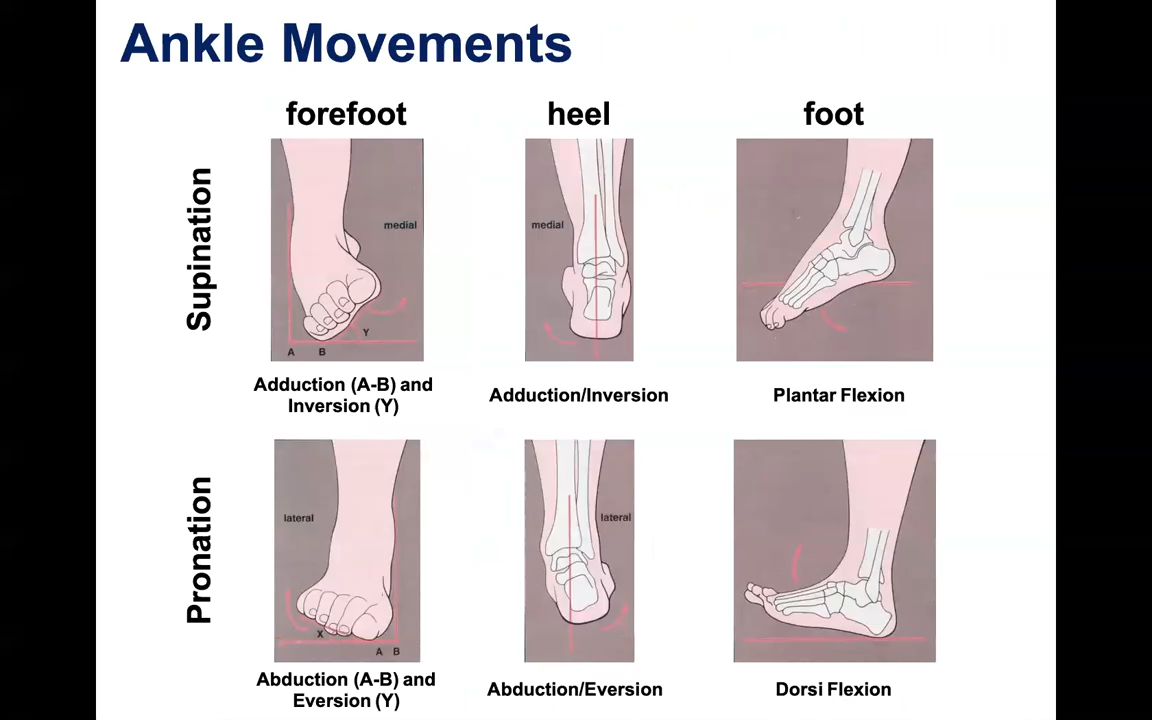 Ankle Movements
forefoot heel foot
Supination
medial
medial
Y
A B
Adduction (A-B) and
Inversion (Y)
Adduction/Inversion
Plantar Flexion
Pronation
lateral
lateral
X
A B
Abduction (A-B) and
Eversion (Y)
Abduction/Eversion
Dorsi Flexion